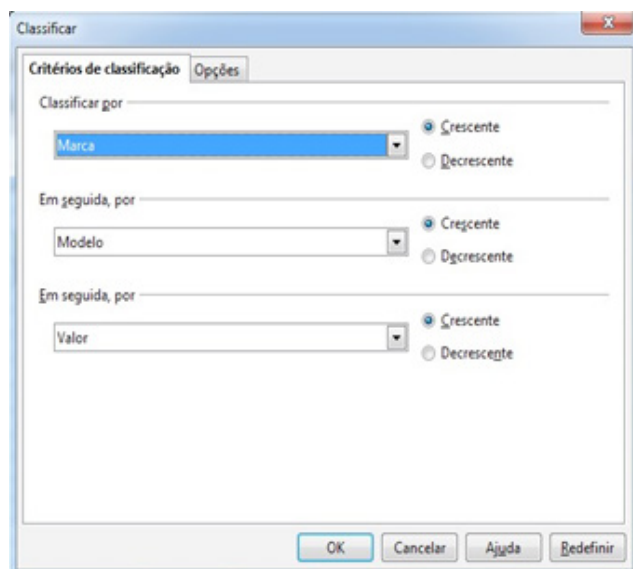 Classificar
Critérios de classificação Opções
Classificar por
Marca
Crescente
Decrescente
Em seguida, por
Modelo
Crescente
Decrescente
Em seguida, por
Valor
Crescente
Decrescente
OK Cancelar Ajuda Redefinir